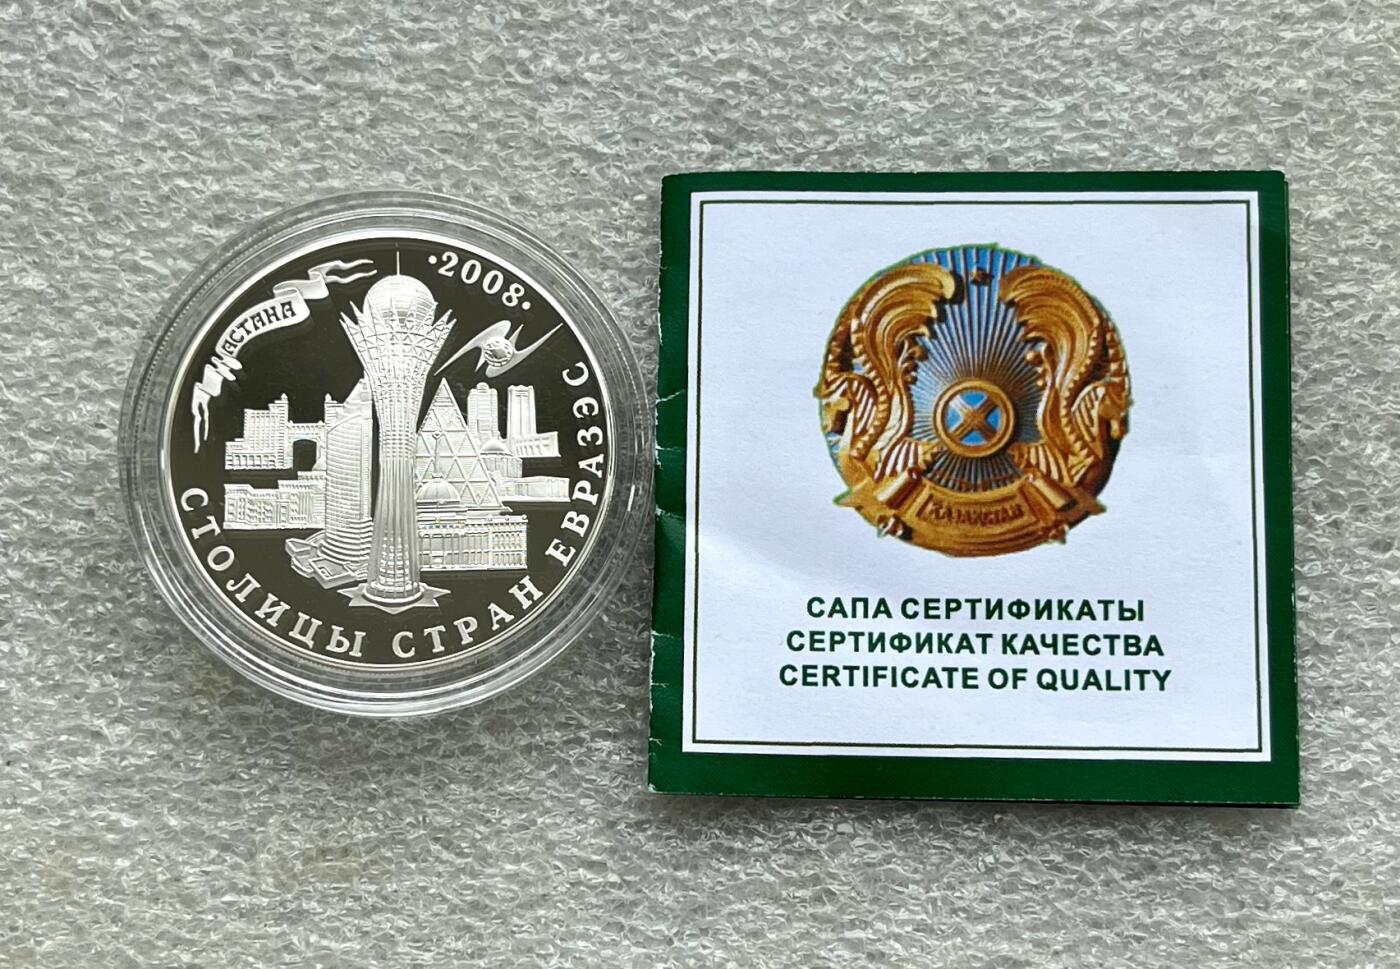 АСТАНА
·2008·
СТОЛИЦЫ СТРАН ЕВРАЗЭС
ҚАЗАҚСТАН
САПА СЕРТИФИКАТЫ
СЕРТИФИКАТ КАЧЕСТВА
CERTIFICATE OF QUALITY